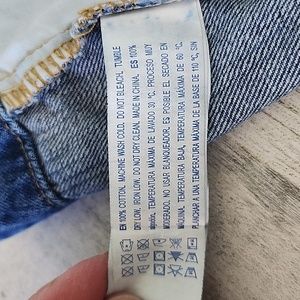 EN 100% COTTON. MACHINE WASH COLD. DO NOT BLEACH. TUMBLE
DRY LOW. IRON LOW. DO NOT DRY CLEAN. MADE IN CHINA. ES 100%
algodón. TEMPERATURA MÁXIMA DE LAVADO 30 °C. PROCESO MUY
MODERADO. NO USAR BLANQUEADOR. ES POSIBLE EL SECADO EN
MÁQUINA, TEMPERATURA BAJA, TEMPERATURA MÁXIMA DE 60 °C.
PLANCHAR A UNA TEMPERATURA MÁXIMA DE LA BASE DE 110 °C, SIN